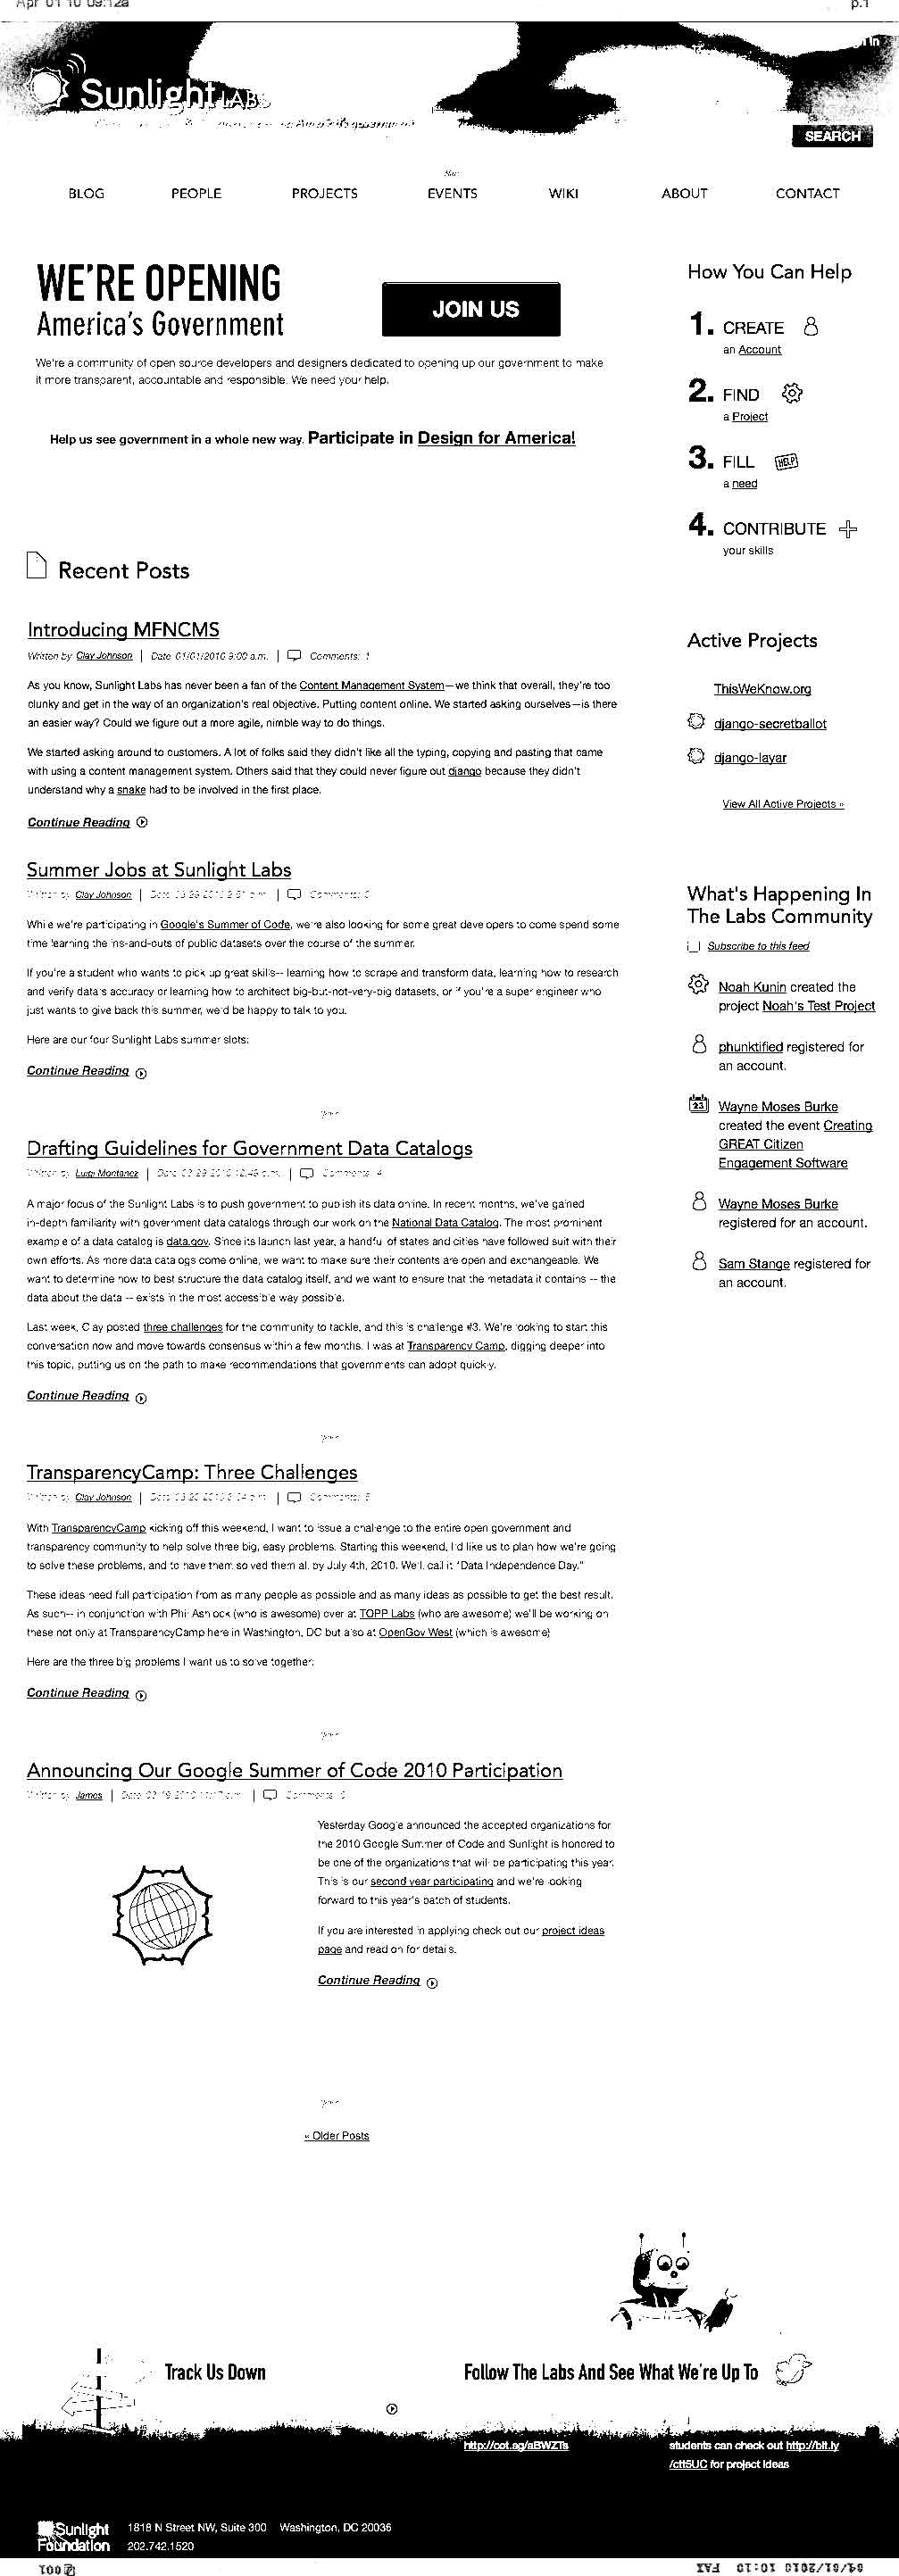 Apr 01 10 09:12a p.1
Sunlight LABS
SEARCH
BLOG PEOPLE PROJECTS EVENTS WIKI ABOUT CONTACT
WE'RE OPENING
America's Government
JOIN US
We're a community of open source developers and designers dedicated to opening up our government to make
it more transparent, accountable and responsible. We need your help.
Help us see government in a whole new way. Participate in Design for America!
How You Can Help
1. CREATE
an Account
2. FIND
a Project
3. FILL HELP
a need
4. CONTRIBUTE
your skills
Recent Posts
Introducing MFNCMS
Written by Clay Johnson | Date 01/01/2010 9:00 a.m. | Comments: 1
As you know, Sunlight Labs has never been a fan of the Content Management System—we think that overall, they're too
clunky and get in the way of an organization's real objective. Putting content online. We started asking ourselves—is there
an easier way? Could we figure out a more agile, nimble way to do things.
We started asking around to customers. A lot of folks said they didn't like all the typing, copying and pasting that came
with using a content management system. Others said that they could never figure out django because they didn't
understand why a snake had to be involved in the first place.
Continue Reading
Summer Jobs at Sunlight Labs
Written by Clay Johnson | Date | Comments:
While we're participating in Google's Summer of Code, we're also looking for some great developers to come spend some
time learning the ins-and-outs of public datasets over the course of the summer.
If you're a student who wants to pick up great skills-- learning how to scrape and transform data, learning how to research
and verify data's accuracy or learning how to architect big-but-not-very-big datasets, or if you're a super engineer who
just wants to give back this summer, we'd be happy to talk to you.
Here are our four Sunlight Labs summer slots:
Continue Reading
Drafting Guidelines for Government Data Catalogs
Written by Luigi Montanez | Date | Comments: 4
A major focus of the Sunlight Labs is to push government to publish its data online. In recent months, we've gained
in-depth familiarity with government data catalogs through our work on the National Data Catalog. The most prominent
example of a data catalog is data.gov. Since its launch last year, a handful of states and cities have followed suit with their
own efforts. As more data catalogs come online, we want to make sure their contents are open and exchangeable. We
want to determine how to best structure the data catalog itself, and we want to ensure that the metadata it contains -- the
data about the data -- exists in the most accessible way possible.
Last week, Clay posted three challenges for the community to tackle, and this is challenge #3. We're looking to start this
conversation now and move towards consensus within a few months. I was at Transparency Camp, digging deeper into
this topic, putting us on the path to make recommendations that governments can adopt quickly.
Continue Reading
TransparencyCamp: Three Challenges
Written by Clay Johnson | Date | Comments:
With TransparencyCamp kicking off this weekend, I want to issue a challenge to the entire open government and
transparency community to help solve three big, easy problems. Starting this weekend, I'd like us to plan how we're going
to solve these problems, and to have them solved them all by July 4th, 2010. We'll call it "Data Independence Day."
These ideas need full participation from as many people as possible and as many ideas as possible to get the best result.
As such-- in conjunction with Phil Ashlock (who is awesome) over at TOPP Labs (who are awesome) we'll be working on
these not only at TransparencyCamp here in Washington, DC but also at OpenGov West (which is awesome)
Here are the three big problems I want us to solve together:
Continue Reading
Announcing Our Google Summer of Code 2010 Participation
Written by James | Date | Comments:
Yesterday Google announced the accepted organizations for
the 2010 Google Summer of Code and Sunlight is honored to
be one of the organizations that will be participating this year.
This is our second year participating and we're looking
forward to this year's batch of students.
If you are interested in applying check out our project ideas
page and read on for details.
Continue Reading
« Older Posts
Active Projects
ThisWeKnow.org
django-secretballot
django-layar
View All Active Projects »
What's Happening In
The Labs Community
Subscribe to this feed
Noah Kunin created the
project Noah's Test Project
phunktified registered for
an account.
23
Wayne Moses Burke
created the event Creating
GREAT Citizen
Engagement Software
Wayne Moses Burke
registered for an account.
Sam Stange registered for
an account.
Track Us Down
Follow The Labs And See What We're Up To
http://cot.ag/aBWZTs
students can check out http://bit.ly
/ctt5UC for project ideas
Sunlight
Foundation
1818 N Street NW, Suite 300 Washington, DC 20036
202.742.1520